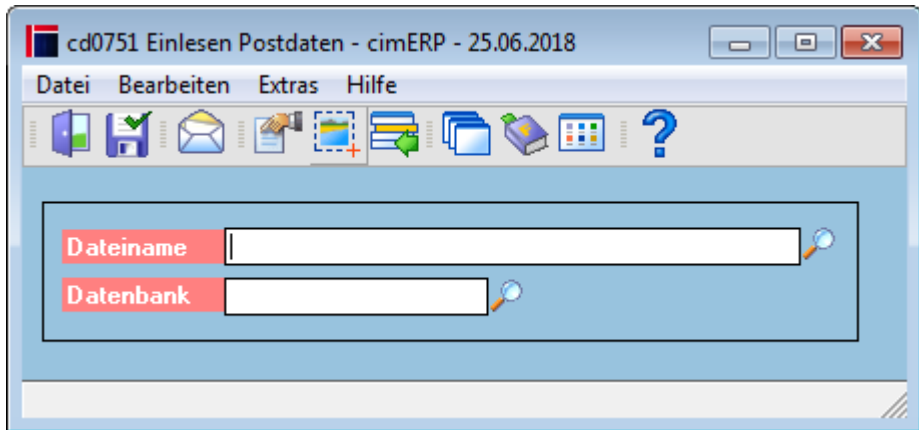 cd0751 Einlesen Postdaten - cimERP - 25.06.2018
Datei Bearbeiten Extras Hilfe
Dateiname
Datenbank